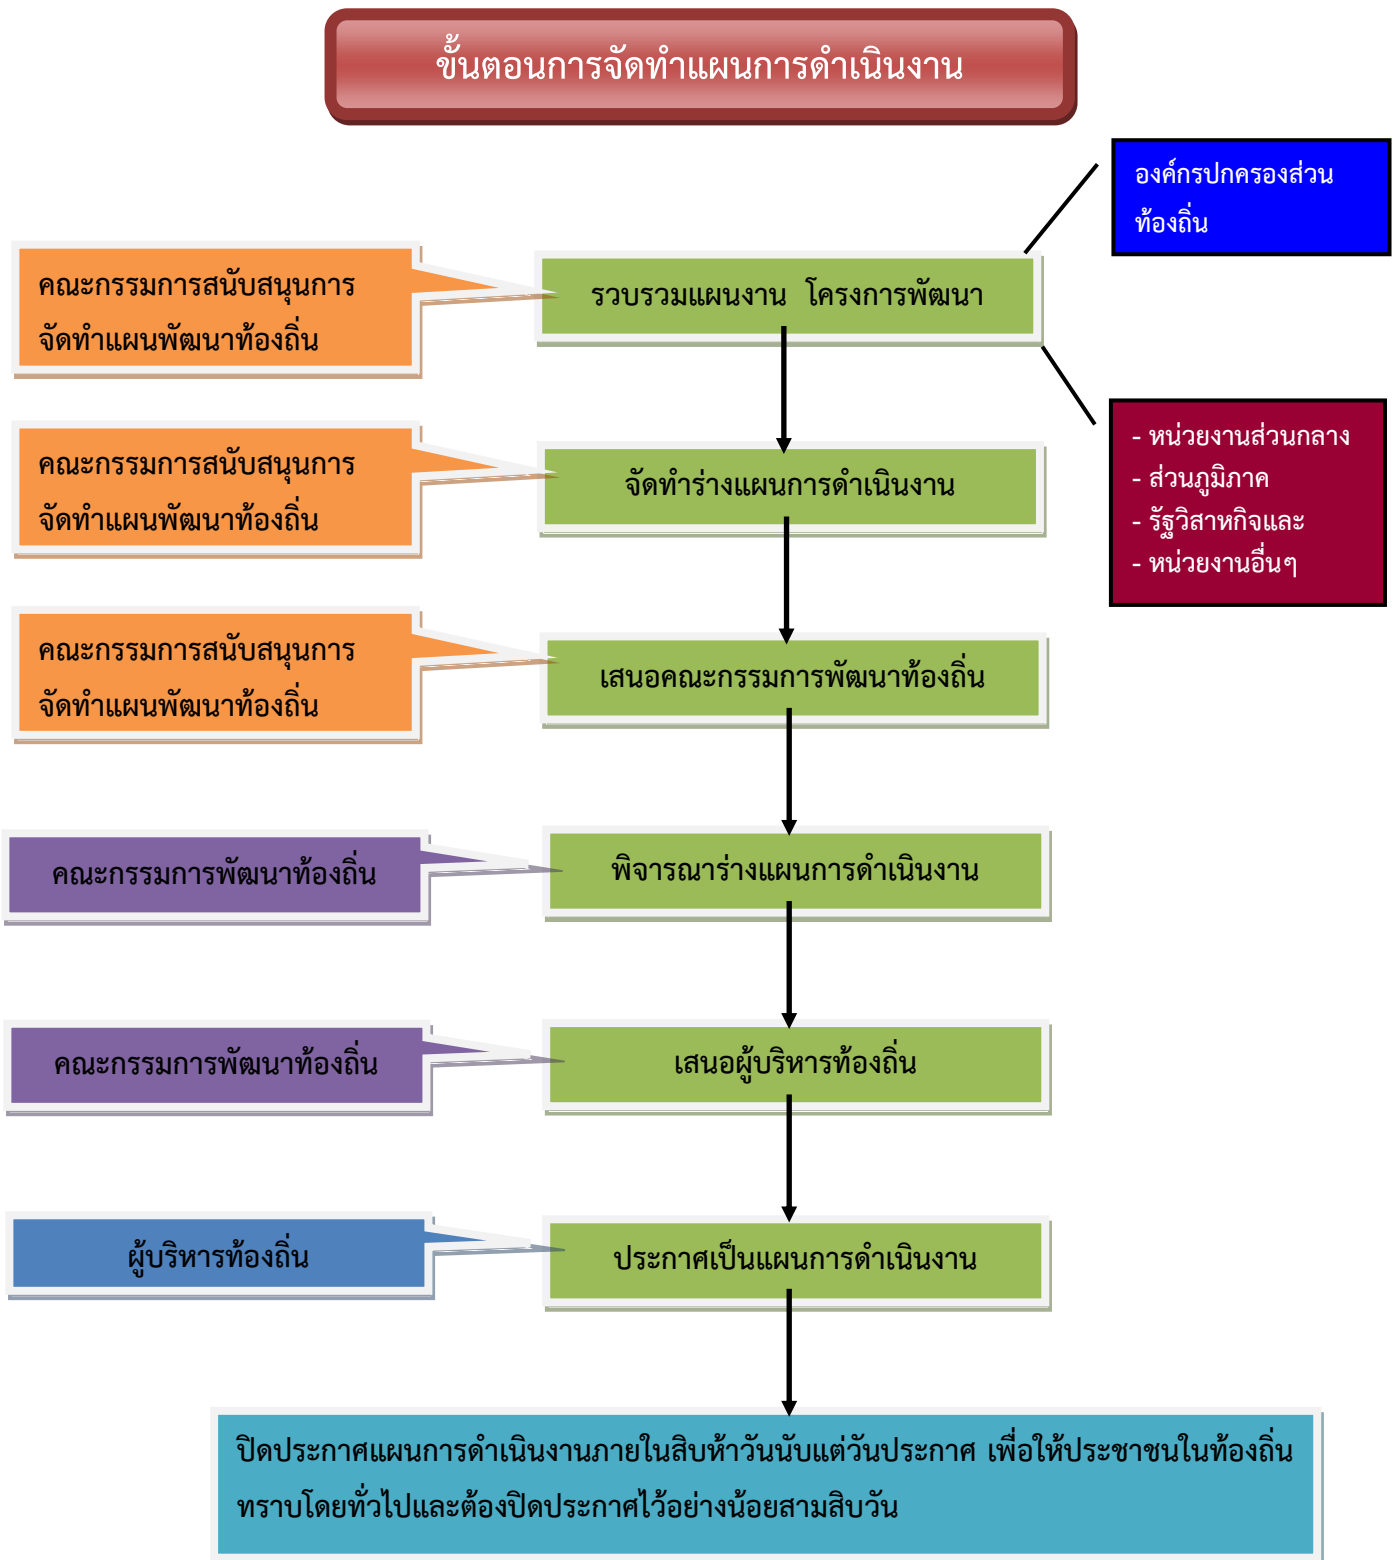 ขั้นตอนการจัดทำแผนการดำเนินงาน
องค์กรปกครองส่วน
ท้องถิ่น
คณะกรรมการสนับสนุนการ
จัดทำแผนพัฒนาท้องถิ่น
รวบรวมแผนงาน โครงการพัฒนา
- หน่วยงานส่วนกลาง
- ส่วนภูมิภาค
- รัฐวิสาหกิจและ
- หน่วยงานอื่นๆ
คณะกรรมการสนับสนุนการ
จัดทำแผนพัฒนาท้องถิ่น
จัดทำร่างแผนการดำเนินงาน
คณะกรรมการสนับสนุนการ
จัดทำแผนพัฒนาท้องถิ่น
เสนอคณะกรรมการพัฒนาท้องถิ่น
คณะกรรมการพัฒนาท้องถิ่น
พิจารณาร่างแผนการดำเนินงาน
คณะกรรมการพัฒนาท้องถิ่น
เสนอผู้บริหารท้องถิ่น
ผู้บริหารท้องถิ่น
ประกาศเป็นแผนการดำเนินงาน
ปิดประกาศแผนการดำเนินงานภายในสิบห้าวันนับแต่วันประกาศ เพื่อให้ประชาชนในท้องถิ่น
ทราบโดยทั่วไปและต้องปิดประกาศไว้อย่างน้อยสามสิบวัน